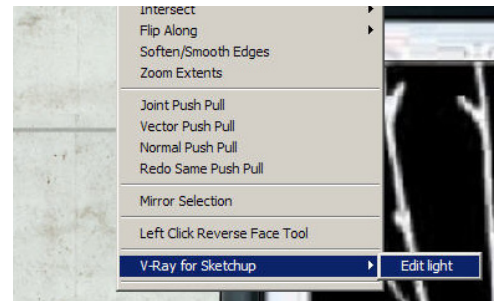 Intersect
Flip Along
Soften/Smooth Edges
Zoom Extents
Joint Push Pull
Vector Push Pull
Normal Push Pull
Redo Same Push Pull
Mirror Selection
Left Click Reverse Face Tool
V-Ray for Sketchup
Edit light